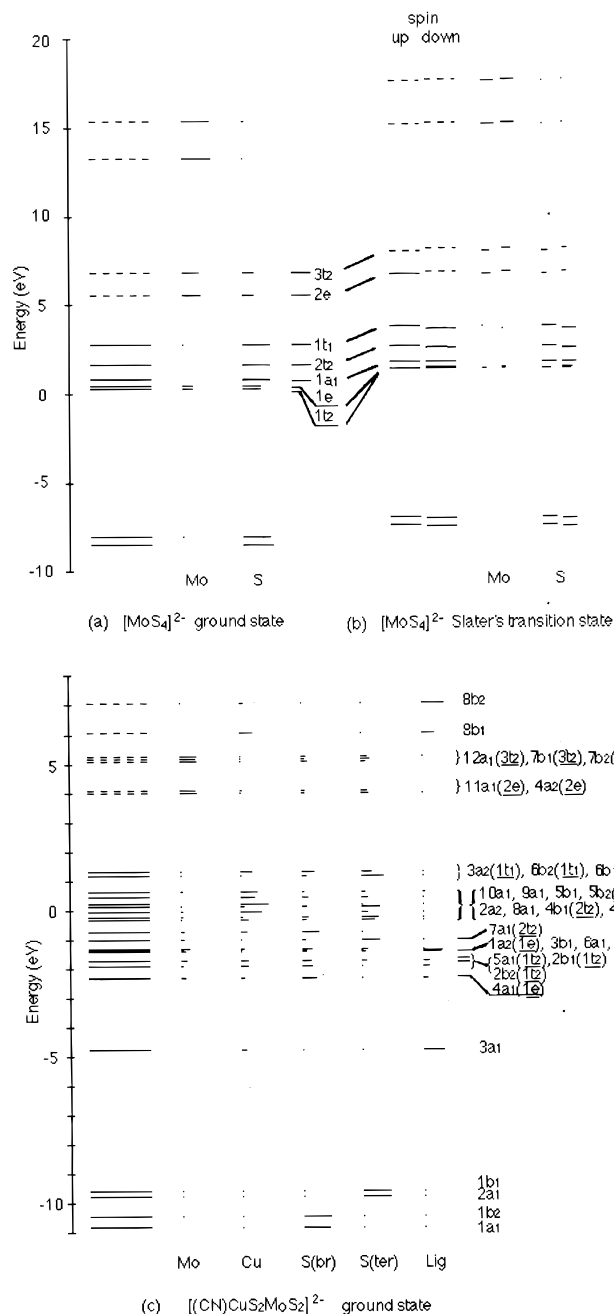 spin
up down
20
15
10
5
0
-5
-10
Energy (eV)
3t2
2e
1t1
2t2
1a1
1e
1t2
Mo S
Mo S
(a) [MoS4]2- ground state
(b) [MoS4]2- Slater's transition state
8b2
8b1
}12a1(3t2),7b1(3t2),7b2(
}11a1(2e), 4a2(2e)
}3a2(1t1), 6b2(1t1), 6b1
{10a1, 9a1, 5b1, 5b2(
{2a2, 8a1, 4b1(2t2), 4
7a1(2t2)
1a2(1e), 3b1, 6a1,
5a1(1t2),2b1(1t2)
2b2(1t2)
4a1(1e)
3a1
1b1
2a1
1b2
1a1
5
0
-5
-10
Energy (eV)
Mo Cu S(br) S(ter) Lig
(c) [(CN)CuS2MoS2]2- ground state